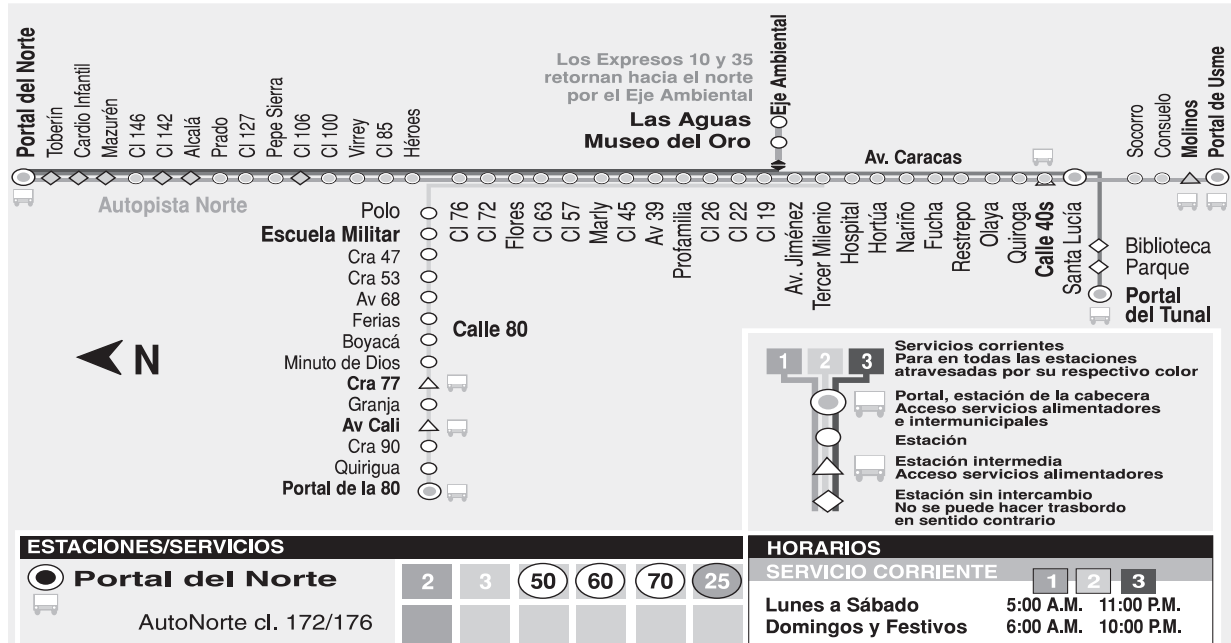 Portal del Norte
Toberín
Cardio Infantil
Mazurén
Cl 146
Cl 142
Alcalá
Prado
Cl 127
Pepe Sierra
Cl 106
Cl 100
Virrey
Cl 85
Héroes
Los Expresos 10 y 35
retornan hacia el norte
por el Eje Ambiental
Las Aguas
Museo del Oro
Eje Ambiental
Av. Caracas
Socorro
Consuelo
Molinos
Portal de Usme
Autopista Norte
Cl 76
Cl 72
Flores
Cl 63
Cl 57
Marly
Cl 45
Av 39
Profamilia
Cl 26
Cl 22
Cl 19
Av. Jiménez
Tercer Milenio
Hospital
Hortúa
Nariño
Fucha
Restrepo
Olaya
Quiroga
Calle 40s
Santa Lucía
Biblioteca
Parque
Portal
del Tunal
Polo
Escuela Militar
Cra 47
Cra 53
Av 68
Ferias
Boyacá
Minuto de Dios
Cra 77
Granja
Av Cali
Cra 90
Quirigua
Portal de la 80
Calle 80
N
1 2 3
Servicios corrientes
Para en todas las estaciones
atravesadas por su respectivo color
Portal, estación de la cabecera
Acceso servicios alimentadores
e intermunicipales
Estación
Estación intermedia
Acceso servicios alimentadores
Estación sin intercambio
No se puede hacer trasbordo
en sentido contrario
ESTACIONES/SERVICIOS
Portal del Norte 2 3 50 60 70 25
AutoNorte cl. 172/176
HORARIOS
SERVICIO CORRIENTE 1 2 3
Lunes a Sábado 5:00 A.M. 11:00 P.M.
Domingos y Festivos 6:00 A.M. 10:00 P.M.